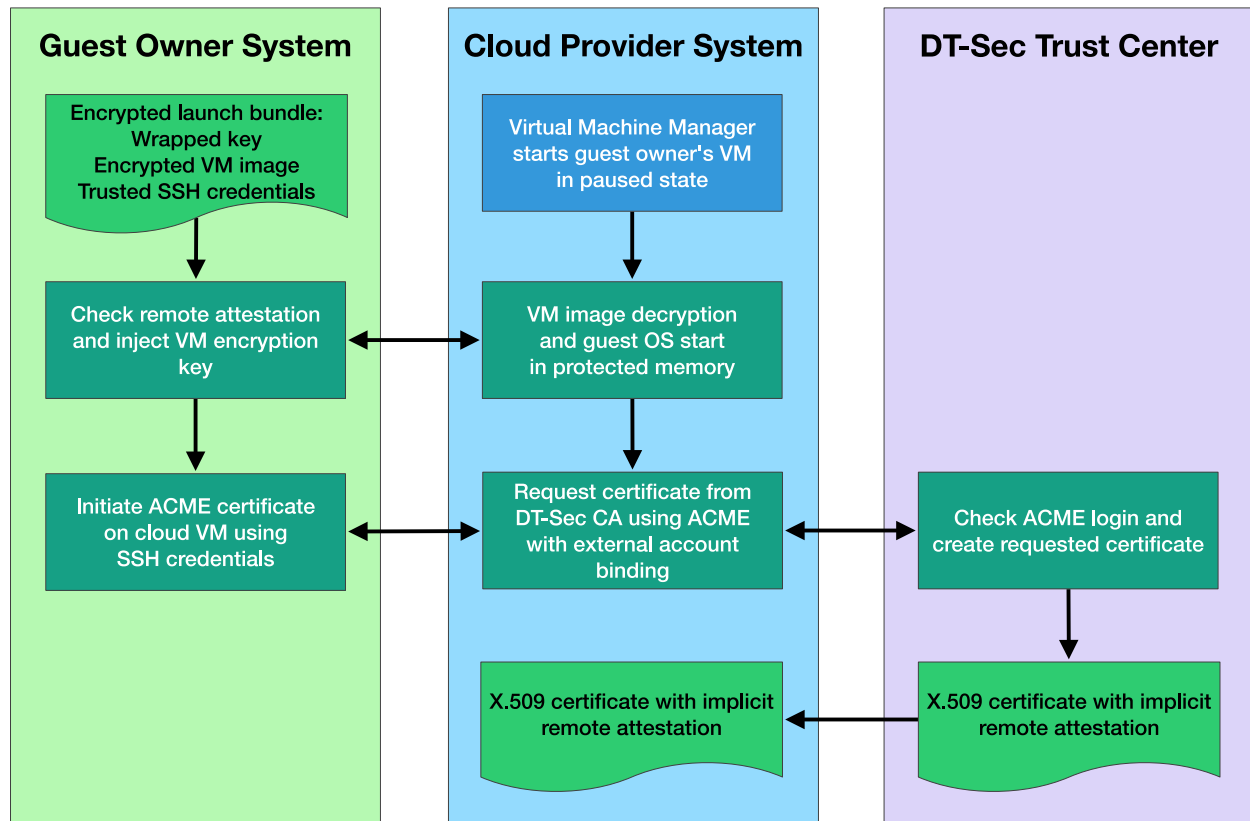 Guest Owner System
Cloud Provider System
DT-Sec Trust Center
Encrypted launch bundle:
Wrapped key
Encrypted VM image
Trusted SSH credentials
Virtual Machine Manager
starts guest owner's VM
in paused state
Check remote attestation
and inject VM encryption
key
VM image decryption
and guest OS start
in protected memory
Initiate ACME certificate
on cloud VM using
SSH credentials
Request certificate from
DT-Sec CA using ACME
with external account
binding
Check ACME login and
create requested certificate
X.509 certificate with implicit
remote attestation
X.509 certificate with implicit
remote attestation